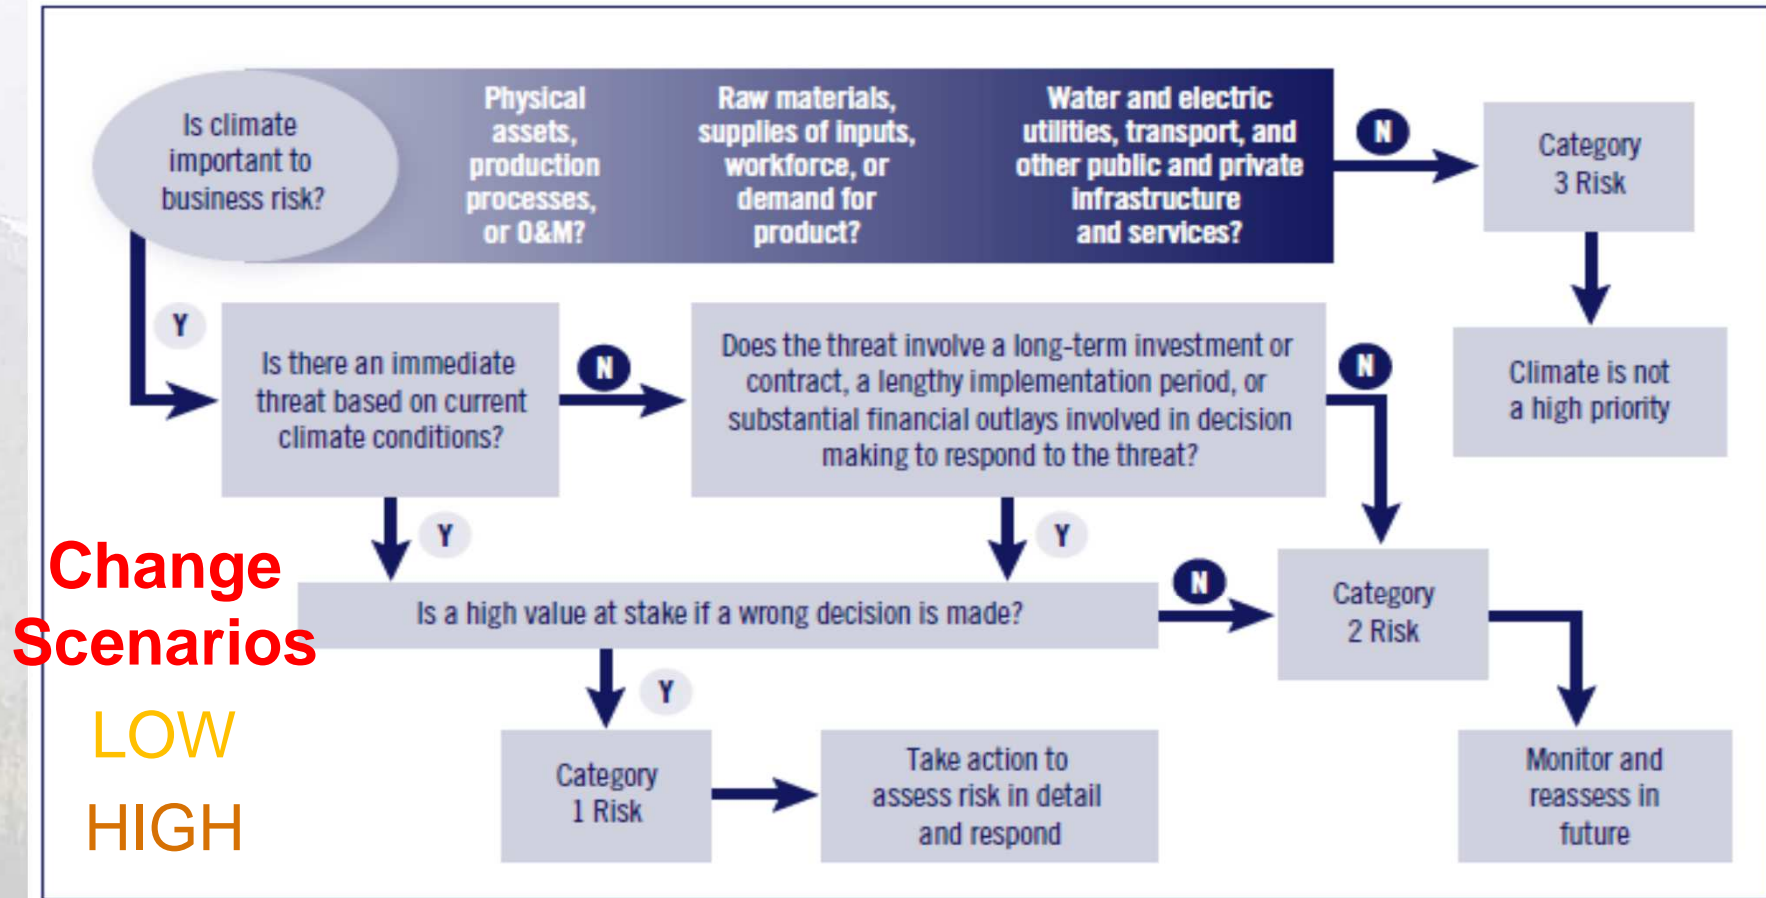 Is climate
important to
business risk?
Physical
assets,
production
processes,
or O&M?
Raw materials,
supplies of inputs,
workforce, or
demand for
product?
Water and electric
utilities, transport, and
other public and private
infrastructure
and services?
N
Category
3 Risk
Y
Is there an immediate
threat based on current
climate conditions?
N
Does the threat involve a long-term investment or
contract, a lengthy implementation period, or
substantial financial outlays involved in decision
making to respond to the threat?
N
Climate is not
a high priority
Y
Y
Change
Scenarios
LOW
HIGH
Is a high value at stake if a wrong decision is made?
N
Category
2 Risk
Y
Category
1 Risk
Take action to
assess risk in detail
and respond
Monitor and
reassess in
future